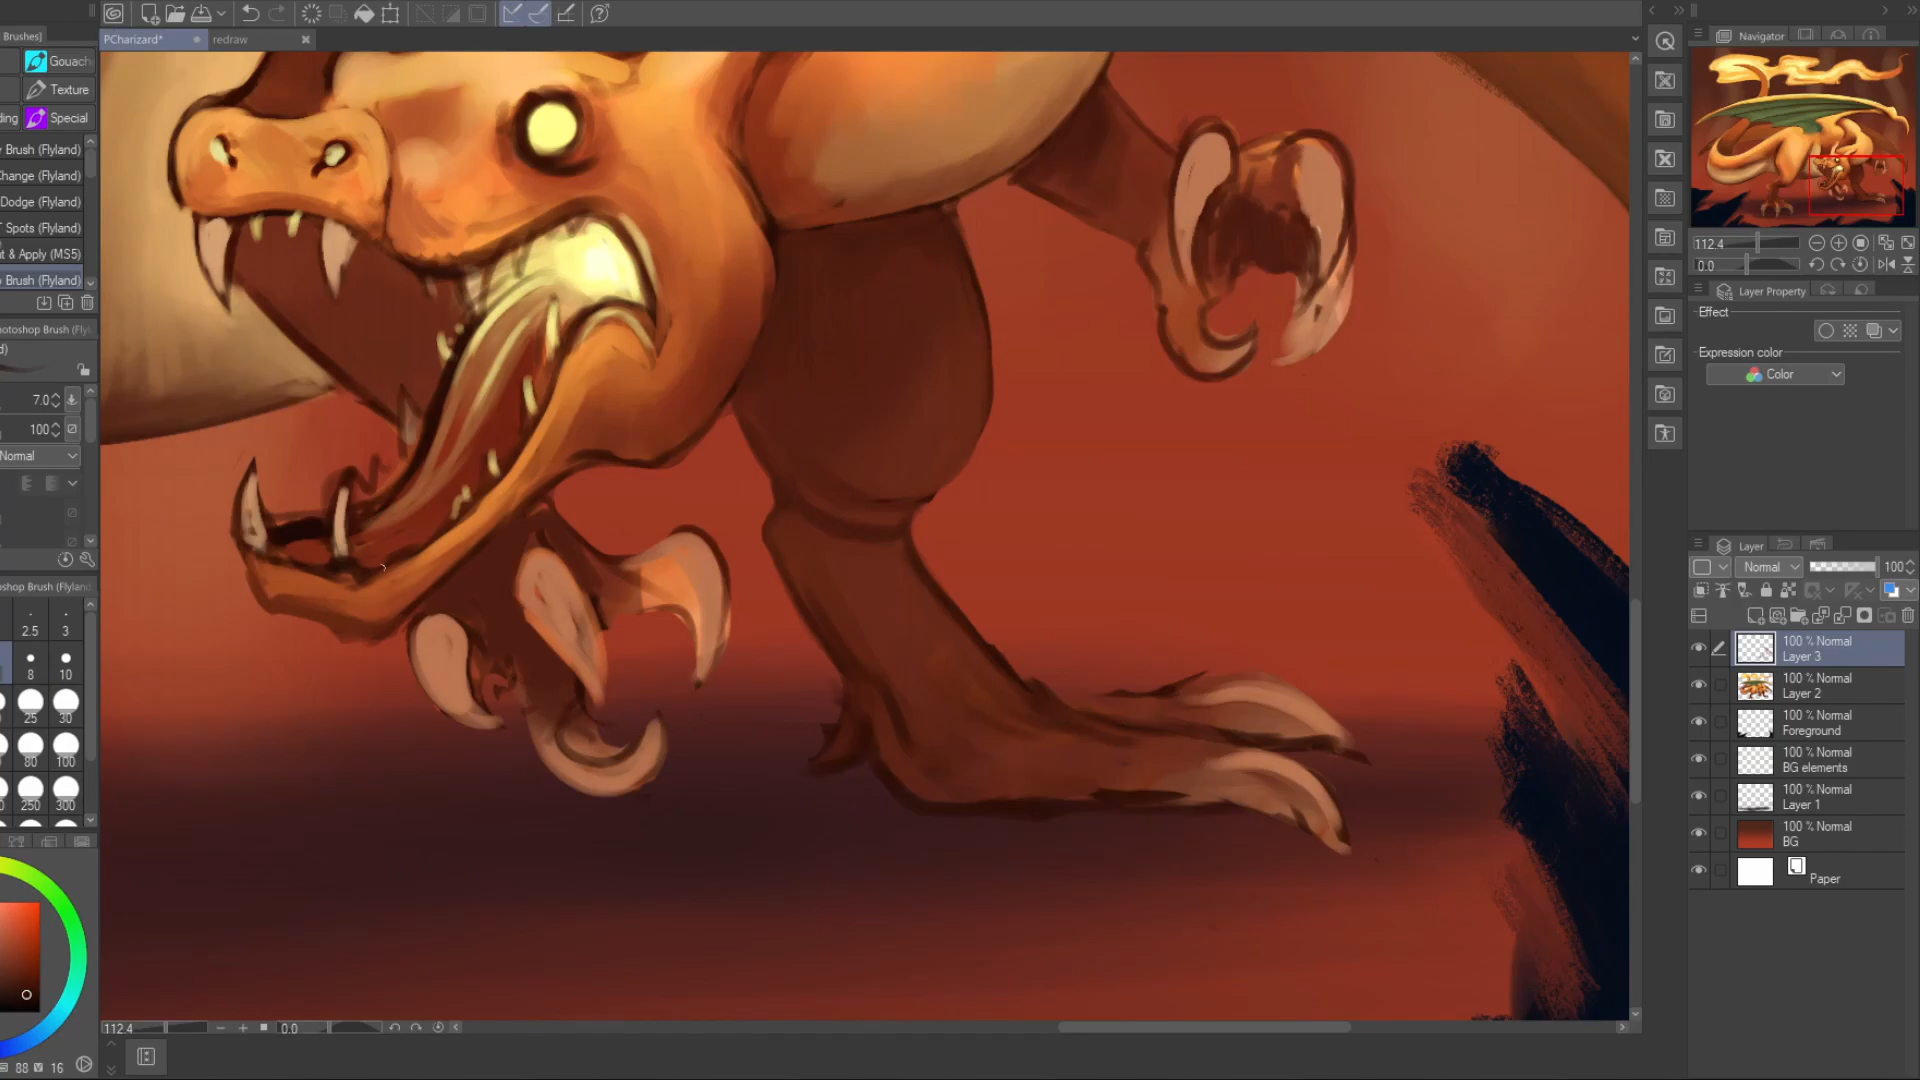 PCharizard*
redraw
Brushes)
Gouach
Texture
ding
Special
Brush (Flyland)
Change (Flyland)
Dodge (Flyland)
T Spots (Flyland)
t & Apply (MS5)
Brush (Flyland)
otoshop Brush (Flyl
d)
7.0
100
Normal
oshop Brush (Flyland
2.5
3
8
10
25
30
80
100
250
300
88
V
16
112.4
0.0
Navigator
112.4
0.0
Layer Property
Effect
Expression color
Color
Layer
Normal
100
100 % Normal
Layer 3
100 % Normal
Layer 2
100 % Normal
Foreground
100 % Normal
BG elements
100 % Normal
Layer 1
100 % Normal
BG
Paper